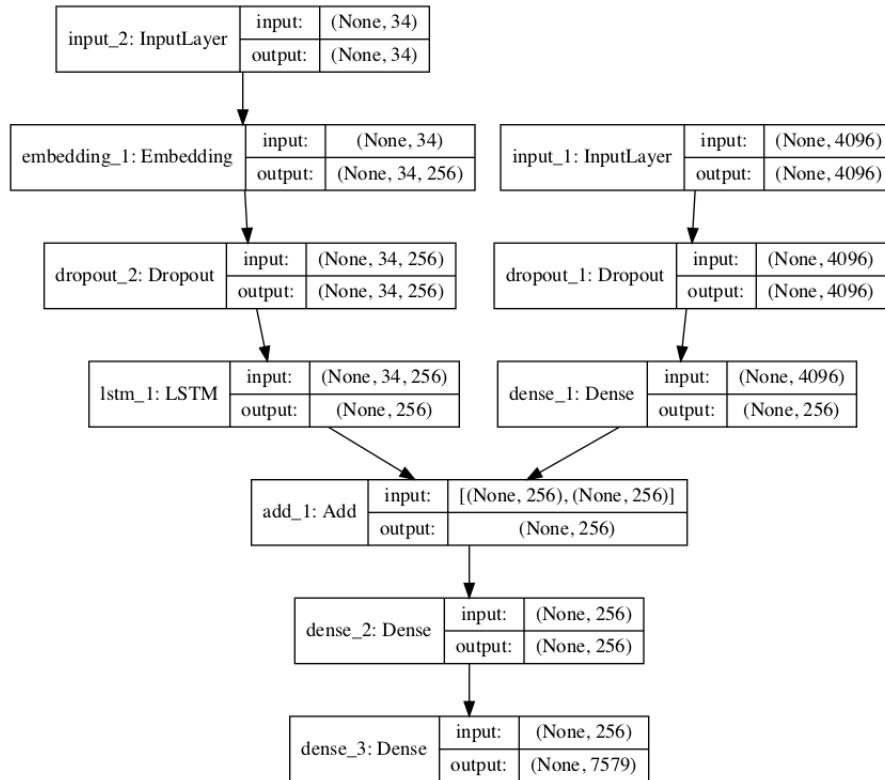 input_2: InputLayer
input:
(None, 34)
output:
(None, 34)
embedding_1: Embedding
input:
(None, 34)
output:
(None, 34, 256)
input_1: InputLayer
input:
(None, 4096)
output:
(None, 4096)
dropout_2: Dropout
input:
(None, 34, 256)
output:
(None, 34, 256)
dropout_1: Dropout
input:
(None, 4096)
output:
(None, 4096)
lstm_1: LSTM
input:
(None, 34, 256)
output:
(None, 256)
dense_1: Dense
input:
(None, 4096)
output:
(None, 256)
add_1: Add
input:
[(None, 256), (None, 256)]
output:
(None, 256)
dense_2: Dense
input:
(None, 256)
output:
(None, 256)
dense_3: Dense
input:
(None, 256)
output:
(None, 7579)